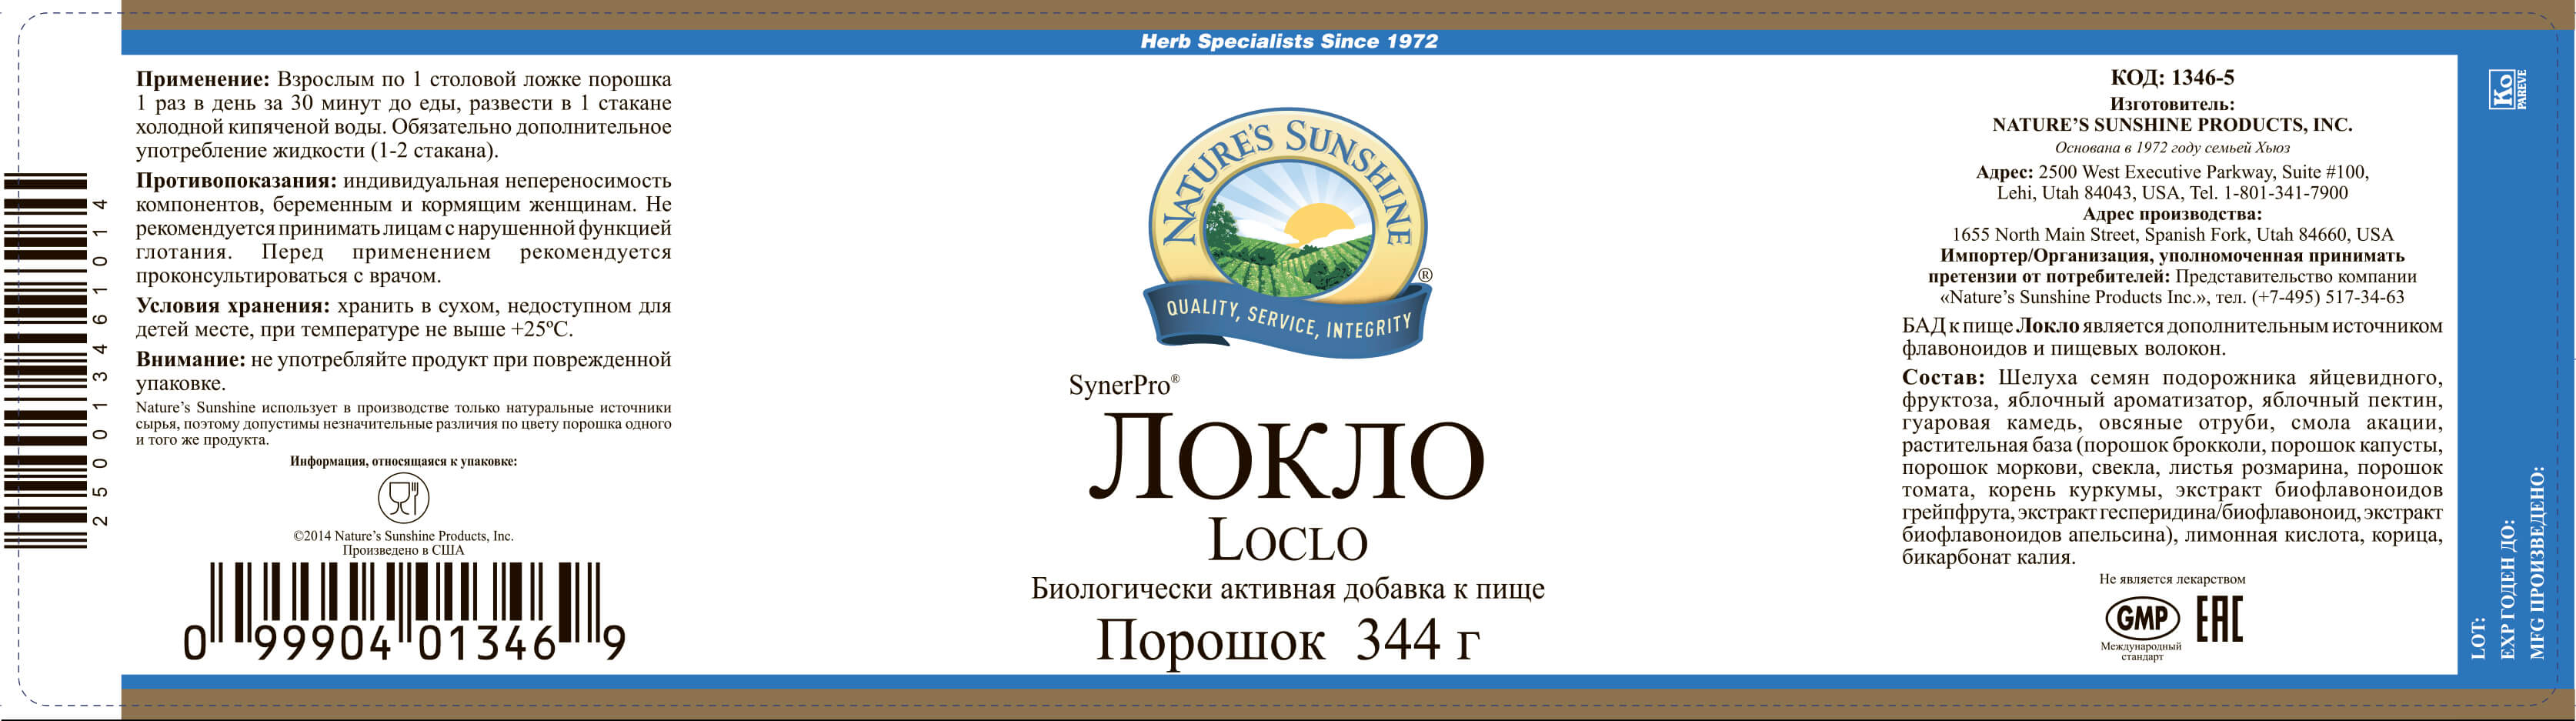 Herb Specialists Since 1972
25001346101 4
Применение: Взрослым по 1 столовой ложке порошка
1 раз в день за 30 минут до еды, развести в 1 стакане
холодной кипяченой воды. Обязательно дополнительное
употребление жидкости (1-2 стакана).
Противопоказания: индивидуальная непереносимость
компонентов, беременным и кормящим женщинам. Не
рекомендуется принимать лицам с нарушенной функцией
глотания. Перед применением рекомендуется
проконсультироваться с врачом.
Условия хранения: хранить в сухом, недоступном для
детей месте, при температуре не выше +25ºC.
Внимание: не употребляйте продукт при поврежденной
упаковке.
Nature’s Sunshine использует в производстве только натуральные источники
сырья, поэтому допустимы незначительные различия по цвету порошка одного
и того же продукта.
Информация, относящаяся к упаковке:
©2014 Nature’s Sunshine Products, Inc.
Произведено в США
0 99904 01346 9
NATURE'S SUNSHINE®
QUALITY, SERVICE, INTEGRITY
SynerPro®
ЛОКЛО
LOCLO
Биологически активная добавка к пище
Порошок 344 г
КОД: 1346-5
Изготовитель:
NATURE’S SUNSHINE PRODUCTS, INC.
Основана в 1972 году семьей Хьюз
Адрес: 2500 West Executive Parkway, Suite #100,
Lehi, Utah 84043, USA, Tel. 1-801-341-7900
Адрес производства:
1655 North Main Street, Spanish Fork, Utah 84660, USA
Импортер/Организация, уполномоченная принимать
претензии от потребителей: Представительство компании
«Nature’s Sunshine Products Inc.», тел. (+7-495) 517-34-63
БАД к пище Локло является дополнительным источником
флавоноидов и пищевых волокон.
Состав: Шелуха семян подорожника яйцевидного,
фруктоза, яблочный ароматизатор, яблочный пектин,
гуаровая камедь, овсяные отруби, смола акации,
растительная база (порошок брокколи, порошок капусты,
порошок моркови, свекла, листья розмарина, порошок
томата, корень куркумы, экстракт биофлавоноидов
грейпфрута, экстракт гесперидина/биофлавоноид, экстракт
биофлавоноидов апельсина), лимонная кислота, корица,
бикарбонат калия.
Не является лекарством
GMP EAC
Международный
стандарт
Ko
PAREVE
LOT:
EXP ГОДЕН ДО:
MFG ПРОИЗВЕДЕНО: